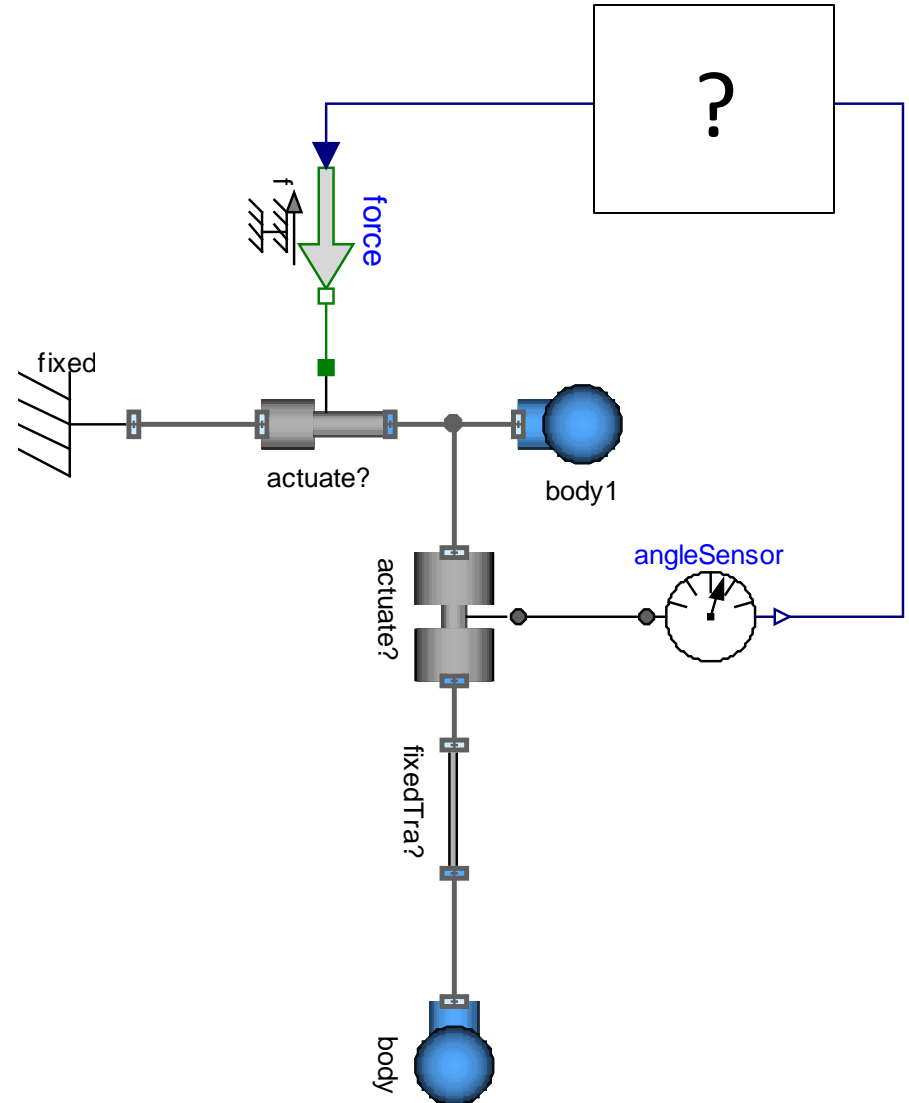 ?
f
force
fixed
actuate?
body1
actuate?
angleSensor
fixedTra?
body